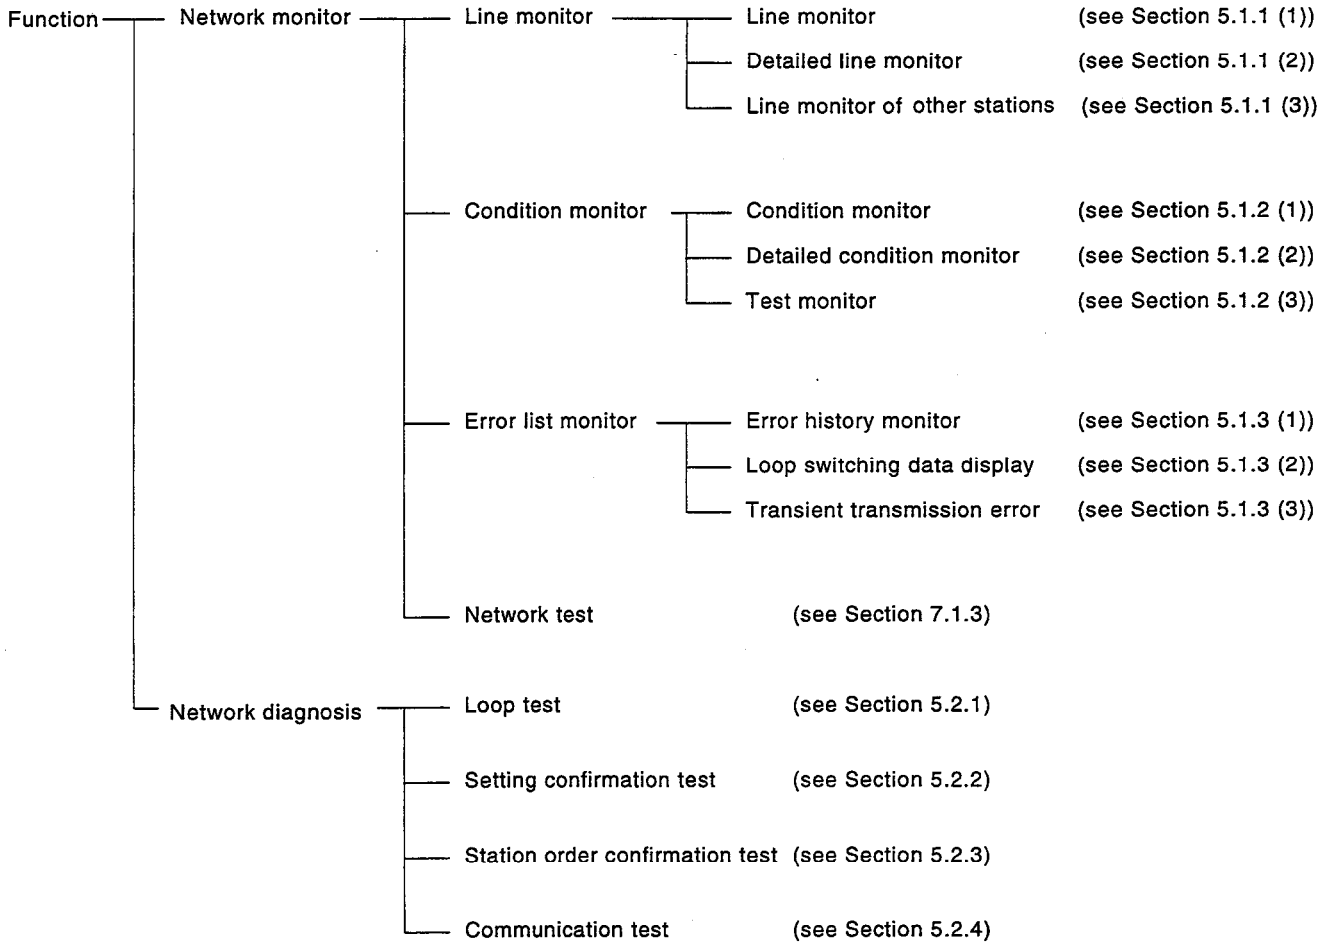 Function Network monitor Line monitor Line monitor (see Section 5.1.1 (1))
Detailed line monitor (see Section 5.1.1 (2))
Line monitor of other stations (see Section 5.1.1 (3))
Condition monitor Condition monitor (see Section 5.1.2 (1))
Detailed condition monitor (see Section 5.1.2 (2))
Test monitor (see Section 5.1.2 (3))
Error list monitor Error history monitor (see Section 5.1.3 (1))
Loop switching data display (see Section 5.1.3 (2))
Transient transmission error (see Section 5.1.3 (3))
Network test (see Section 7.1.3)
Network diagnosis Loop test (see Section 5.2.1)
Setting confirmation test (see Section 5.2.2)
Station order confirmation test (see Section 5.2.3)
Communication test (see Section 5.2.4)